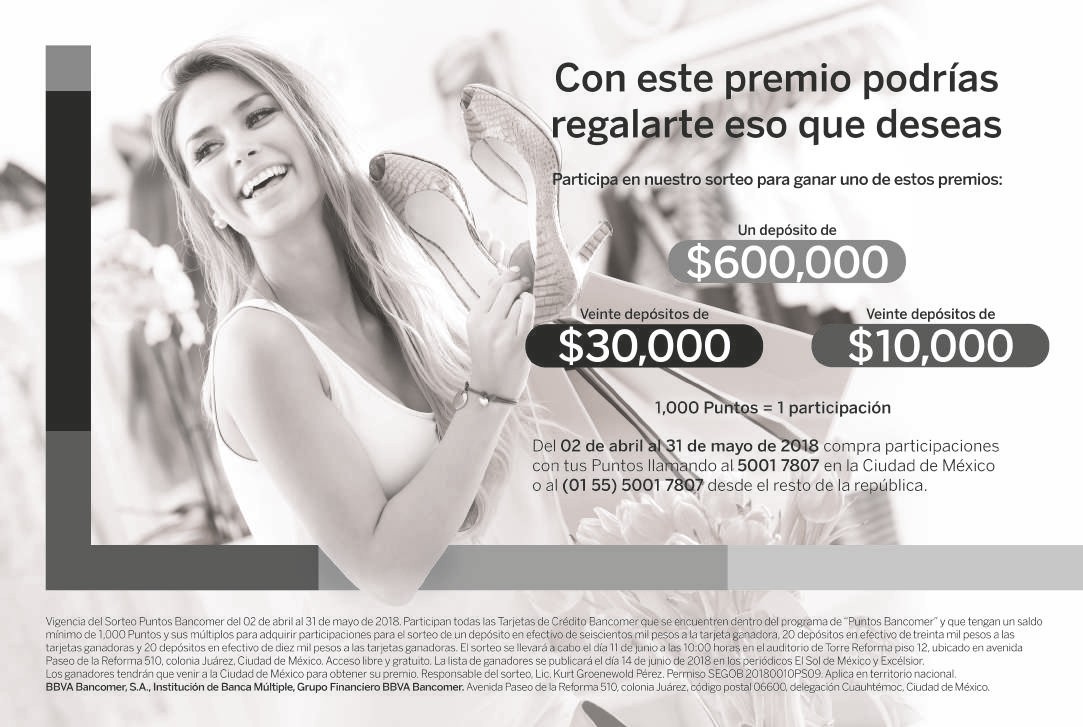 Con este premio podrías
regalarte eso que deseas
Participa en nuestro sorteo para ganar uno de estos premios:
Un depósito de
$600,000
Veinte depósitos de
$30,000
Veinte depósitos de
$10,000
1,000 Puntos = 1 participación
Del 02 de abril al 31 de mayo de 2018 compra participaciones
con tus Puntos llamando al 5001 7807 en la Ciudad de México
o al (01 55) 5001 7807 desde el resto de la república.
Vigencia del Sorteo Puntos Bancomer del 02 de abril al 31 de mayo de 2018. Participan todas las Tarjetas de Crédito Bancomer que se encuentren dentro del programa de "Puntos Bancomer" y que tengan un saldo
mínimo de 1,000 Puntos y sus múltiplos para adquirir participaciones para el sorteo de un depósito en efectivo de seiscientos mil pesos a la tarjeta ganadora, 20 depósitos en efectivo de treinta mil pesos a las
tarjetas ganadoras y 20 depósitos en efectivo de diez mil pesos a las tarjetas ganadoras. El sorteo se llevará a cabo el día 11 de junio a las 10:00 horas en el auditorio de Torre Reforma piso 12, ubicado en avenida
Paseo de la Reforma 510, colonia Juárez, Ciudad de México. Acceso libre y gratuito. La lista de ganadores se publicará el día 14 de junio de 2018 en los periódicos El Sol de México y Excélsior.
Los ganadores tendrán que venir a la Ciudad de México para obtener su premio. Responsable del sorteo, Lic. Kurt Groenewold Pérez. Permiso SEGOB 20180010PS09. Aplica en territorio nacional.
BBVA Bancomer, S.A., Institución de Banca Múltiple, Grupo Financiero BBVA Bancomer. Avenida Paseo de la Reforma 510, colonia Juárez, código postal 06600, delegación Cuauhtémoc, Ciudad de México.